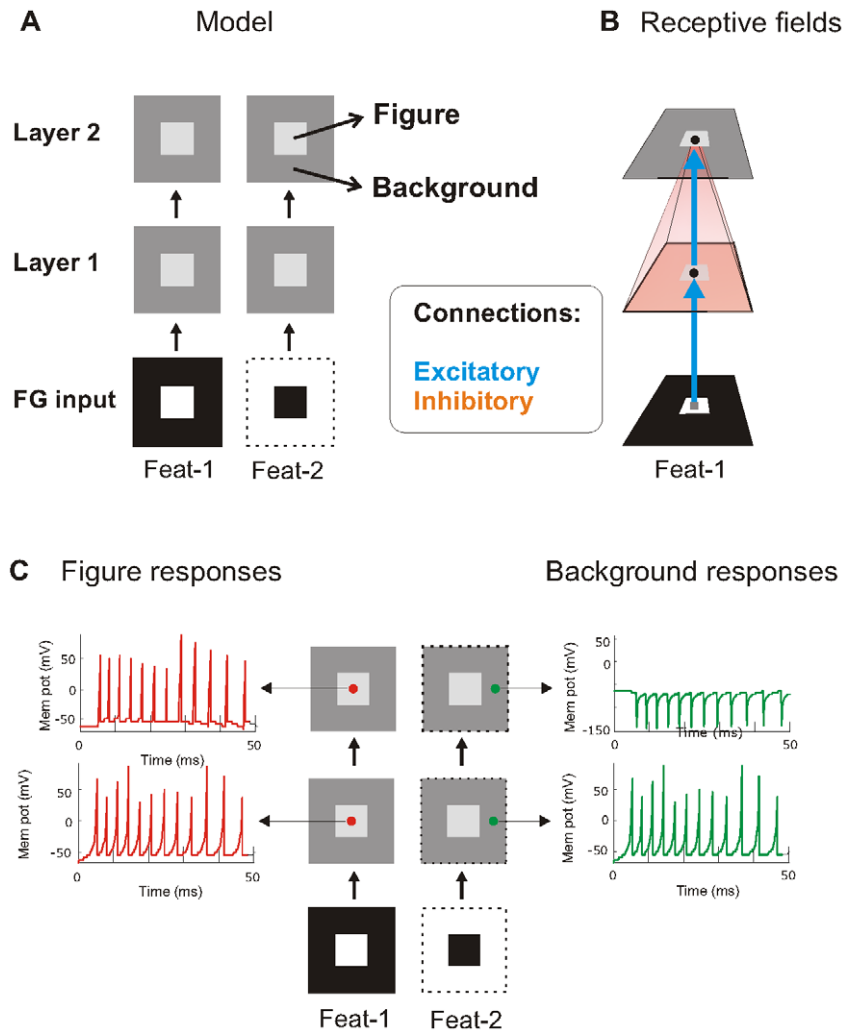 A Model
B Receptive fields
Layer 2
Figure
Background
Layer 1
Connections:
Excitatory
Inhibitory
FG input
Feat-1 Feat-2
Feat-1
C Figure responses
Background responses
Mem pot (mV)
50
0
-50
50
Time (ms)
Mem pot (mV)
50
0
-150
0
50
Time (ms)
Mem pot (mV)
50
0
-50
50
Time (ms)
Mem pot (mV)
50
0
-50
50
Time (ms)
Feat-1 Feat-2